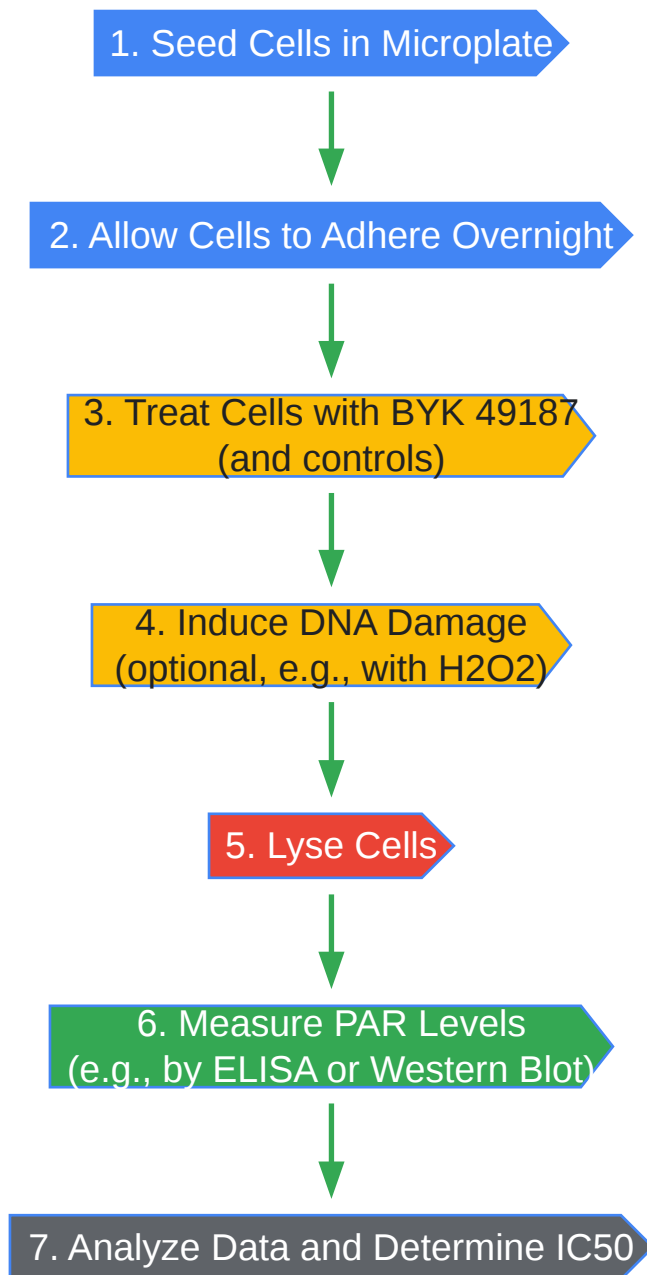 1. Seed Cells in Microplate
2. Allow Cells to Adhere Overnight
3. Treat Cells with BYK 49187
(and controls)
4. Induce DNA Damage
(optional, e.g., with H2O2)
5. Lyse Cells
6. Measure PAR Levels
(e.g., by ELISA or Western Blot)
7. Analyze Data and Determine IC50